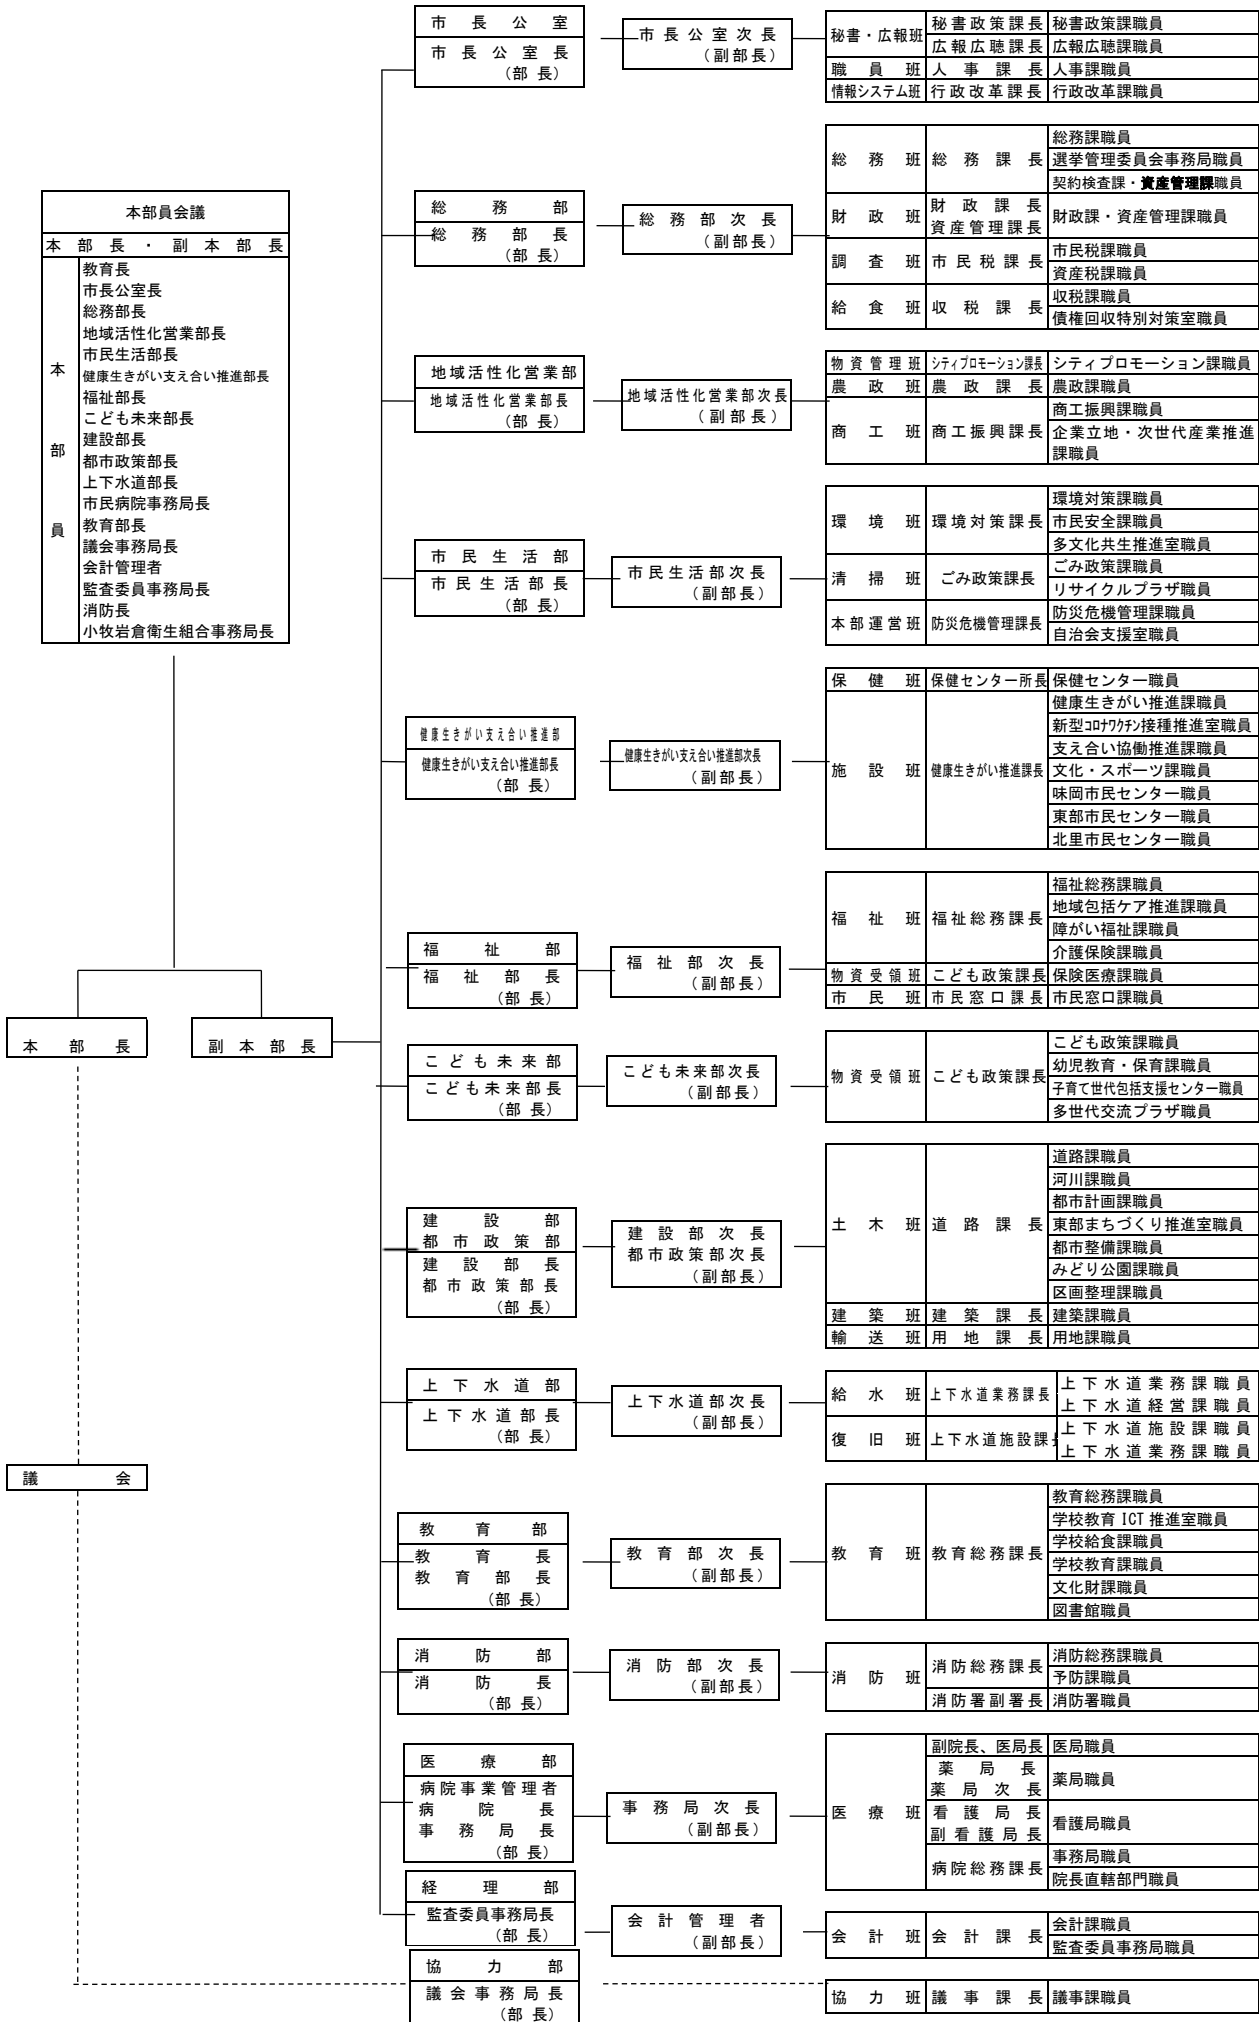 本部員会議
本部長・副本部長
本部員
教育長
市長公室長
総務部長
地域活性化営業部長
市民生活部長
健康生きがい支え合い推進部長
福祉部長
こども未来部長
建設部長
都市政策部長
上下水道部長
市民病院事務局長
教育部長
議会事務局長
会計管理者
監査委員事務局長
消防長
小牧岩倉衛生組合事務局長
本部長
副本部長
議会
市長公室
市長公室長
（部長）
市長公室次長
（副部長）
秘書・広報班 秘書政策課長 秘書政策課職員
広報広聴課長 広報広聴課職員
職員班 人事課長 人事課職員
情報システム班 行政改革課長 行政改革課職員
総務部
総務部長
（部長）
総務部次長
（副部長）
総務班 総務課長
総務課職員
選挙管理委員会事務局職員
契約検査課・資産管理課職員
財政班
財政課長
資産管理課長
財政課・資産管理課職員
調査班 市民税課長
市民税課職員
資産税課職員
給食班 収税課長
収税課職員
債権回収特別対策室職員
地域活性化営業部
地域活性化営業部長
（部長）
地域活性化営業部次長
（副部長）
物資管理班 シティプロモーション課長 シティプロモーション課職員
農政班 農政課長 農政課職員
商工班 商工振興課長
商工振興課職員
企業立地・次世代産業推進
課職員
市民生活部
市民生活部長
（部長）
市民生活部次長
（副部長）
環境班 環境対策課長
環境対策課職員
市民安全課職員
多文化共生推進室職員
清掃班 ごみ政策課長
ごみ政策課職員
リサイクルプラザ職員
本部運営班 防災危機管理課長
防災危機管理課職員
自治会支援室職員
健康生きがい支え合い推進部
健康生きがい支え合い推進部長
（部長）
健康生きがい支え合い推進部次長
（副部長）
保健班 保健センター所長 保健センター職員
施設班 健康生きがい推進課長
健康生きがい推進課職員
新型コロナワクチン接種推進室職員
支え合い協働推進課職員
文化・スポーツ課職員
味岡市民センター職員
東部市民センター職員
北里市民センター職員
福祉部
福祉部長
（部長）
福祉部次長
（副部長）
福祉班 福祉総務課長
福祉総務課職員
地域包括ケア推進課職員
障がい福祉課職員
介護保険課職員
物資受領班 こども政策課長 保険医療課職員
市民班 市民窓口課長 市民窓口課職員
こども未来部
こども未来部長
（部長）
こども未来部次長
（副部長）
物資受領班 こども政策課長
こども政策課職員
幼児教育・保育課職員
子育て世代包括支援センター職員
多世代交流プラザ職員
建設部
都市政策部
建設部長
都市政策部長
（部長）
建設部次長
都市政策部次長
（副部長）
土木班 道路課長
道路課職員
河川課職員
都市計画課職員
東部まちづくり推進室職員
都市整備課職員
みどり公園課職員
区画整理課職員
建築班 建築課長 建築課職員
輸送班 用地課長 用地課職員
上下水道部
上下水道部長
（部長）
上下水道部次長
（副部長）
給水班 上下水道業務課長
上下水道業務課職員
上下水道経営課職員
復旧班 上下水道施設課長
上下水道施設課職員
上下水道業務課職員
教育部
教育長
教育部長
（部長）
教育部次長
（副部長）
教育班 教育総務課長
教育総務課職員
学校教育 ICT 推進室職員
学校給食課職員
学校教育課職員
文化財課職員
図書館職員
消防部
消防長
（部長）
消防部次長
（副部長）
消防班 消防総務課長
消防総務課職員
予防課職員
消防署副署長 消防署職員
医療部
病院事業管理者
病院長
事務局長
（部長）
事務局次長
（副部長）
医療班
副院長、医局長 医局職員
薬局長
薬局次長
薬局職員
看護局長
副看護局長
看護局職員
病院総務課長
事務局職員
院長直轄部門職員
経理部
監査委員事務局長
（部長）
会計管理者
（副部長）
会計班 会計課長
会計課職員
監査委員事務局職員
協力部
議会事務局長
（部長）
協力班 議事課長 議事課職員